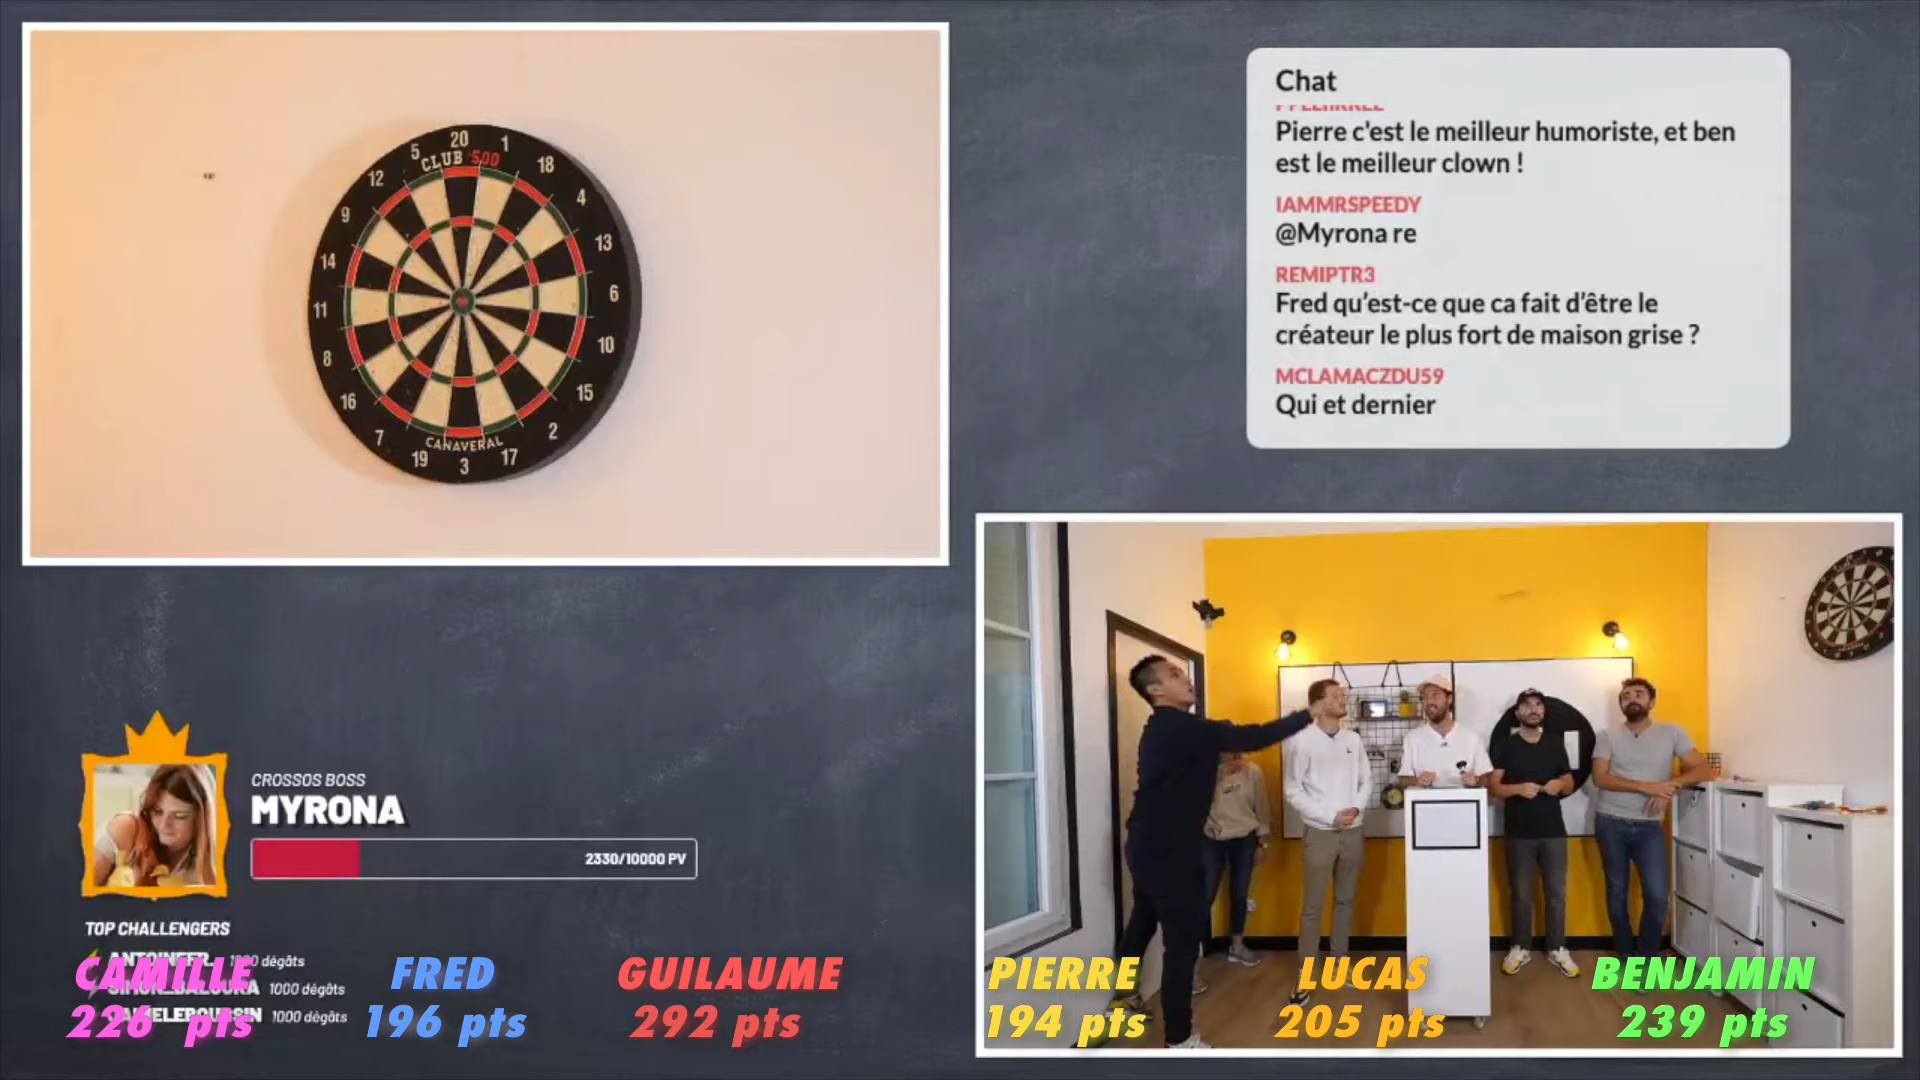 20
1
5
CLUB 500
18
12
4
9
13
14
6
11
10
8
15
16
2
7
CANAVERAL
19
17
3
Chat
Pierre c'est le meilleur humoriste, et ben
est le meilleur clown !
IAMMRSPEEDY
@Myrona re
REMIPTR3
Fred qu'est-ce que ca fait d'être le
créateur le plus fort de maison grise ?
MCLAMACZDU59
Qui et dernier
CROSSOS BOSS
MYRONA
2330/10000 PV
TOP CHALLENGERS
dégâts
1000 dégâts
1000 dégâts
CAMILLE
226 pts
FRED
196 pts
GUILAUME
292 pts
PIERRE
194 pts
LUCAS
205 pts
BENJAMIN
239 pts